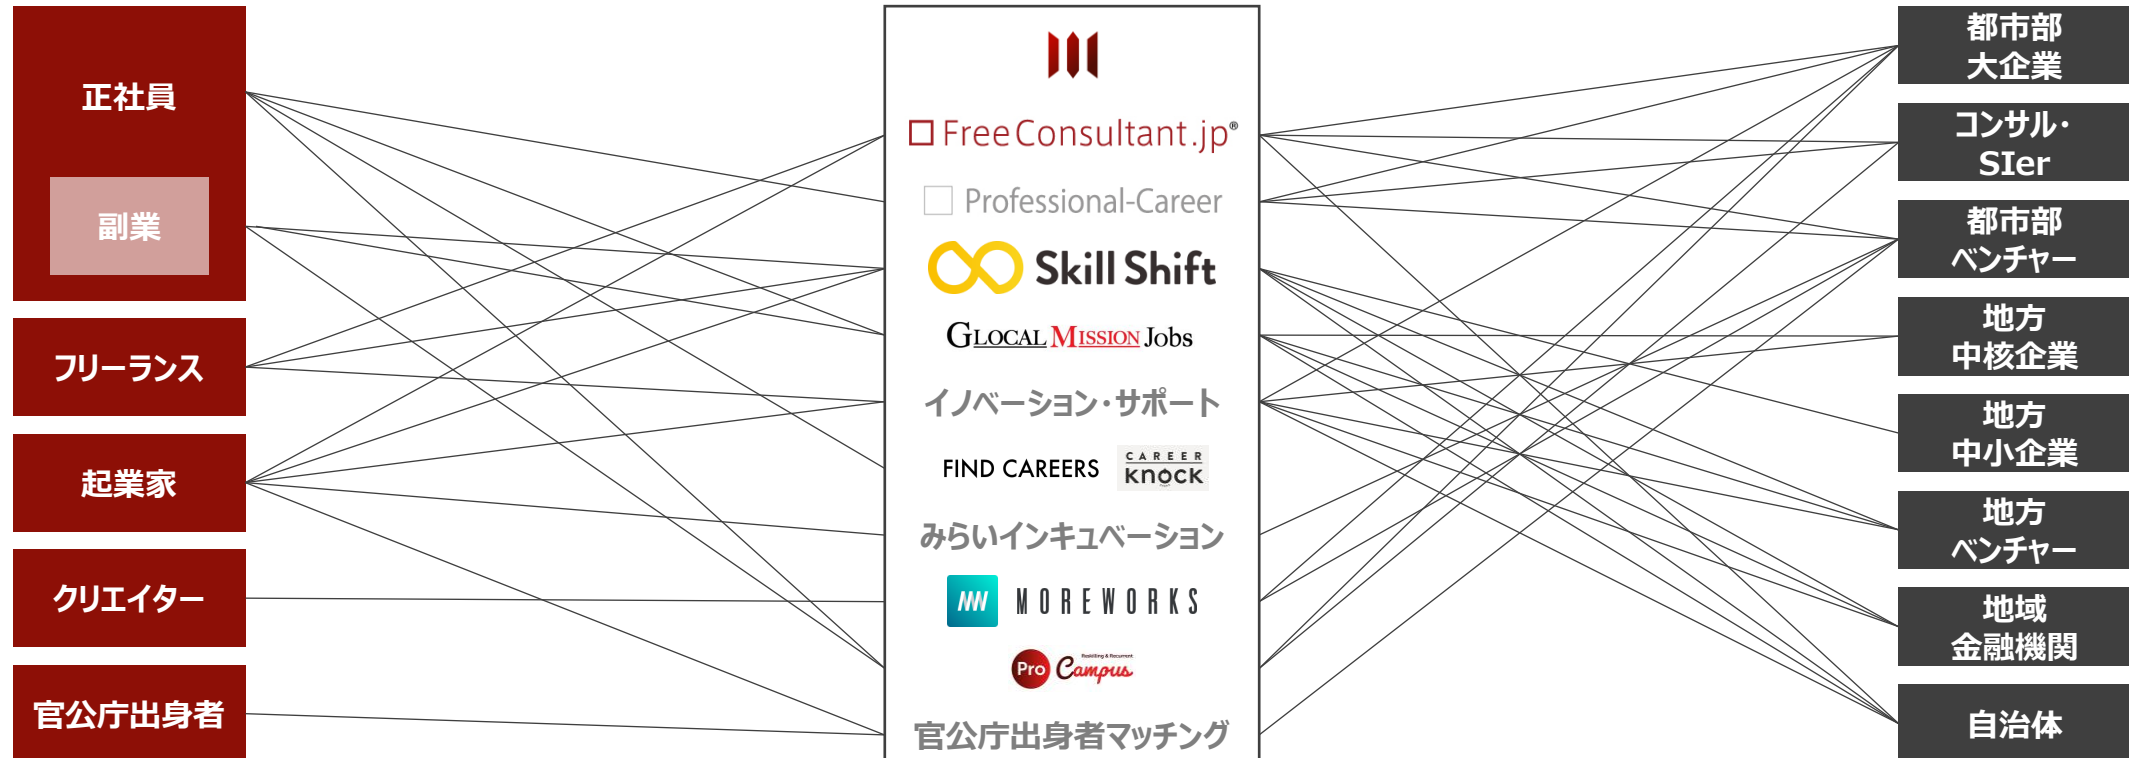 正社員
副業
フリーランス
起業家
クリエイター
官公庁出身者
FreeConsultant.jp®
Professional-Career
Skill Shift
GLOCAL MISSION Jobs
イノベーション・サポート
FIND CAREERS
CAREER
knock
みらいインキュベーション
MOREWORKS
Reskilling & Recurrent
Pro Campus
官公庁出身者マッチング
都市部
大企業
コンサル・
SIer
都市部
ベンチャー
地方
中核企業
地方
中小企業
地方
ベンチャー
地域
金融機関
自治体